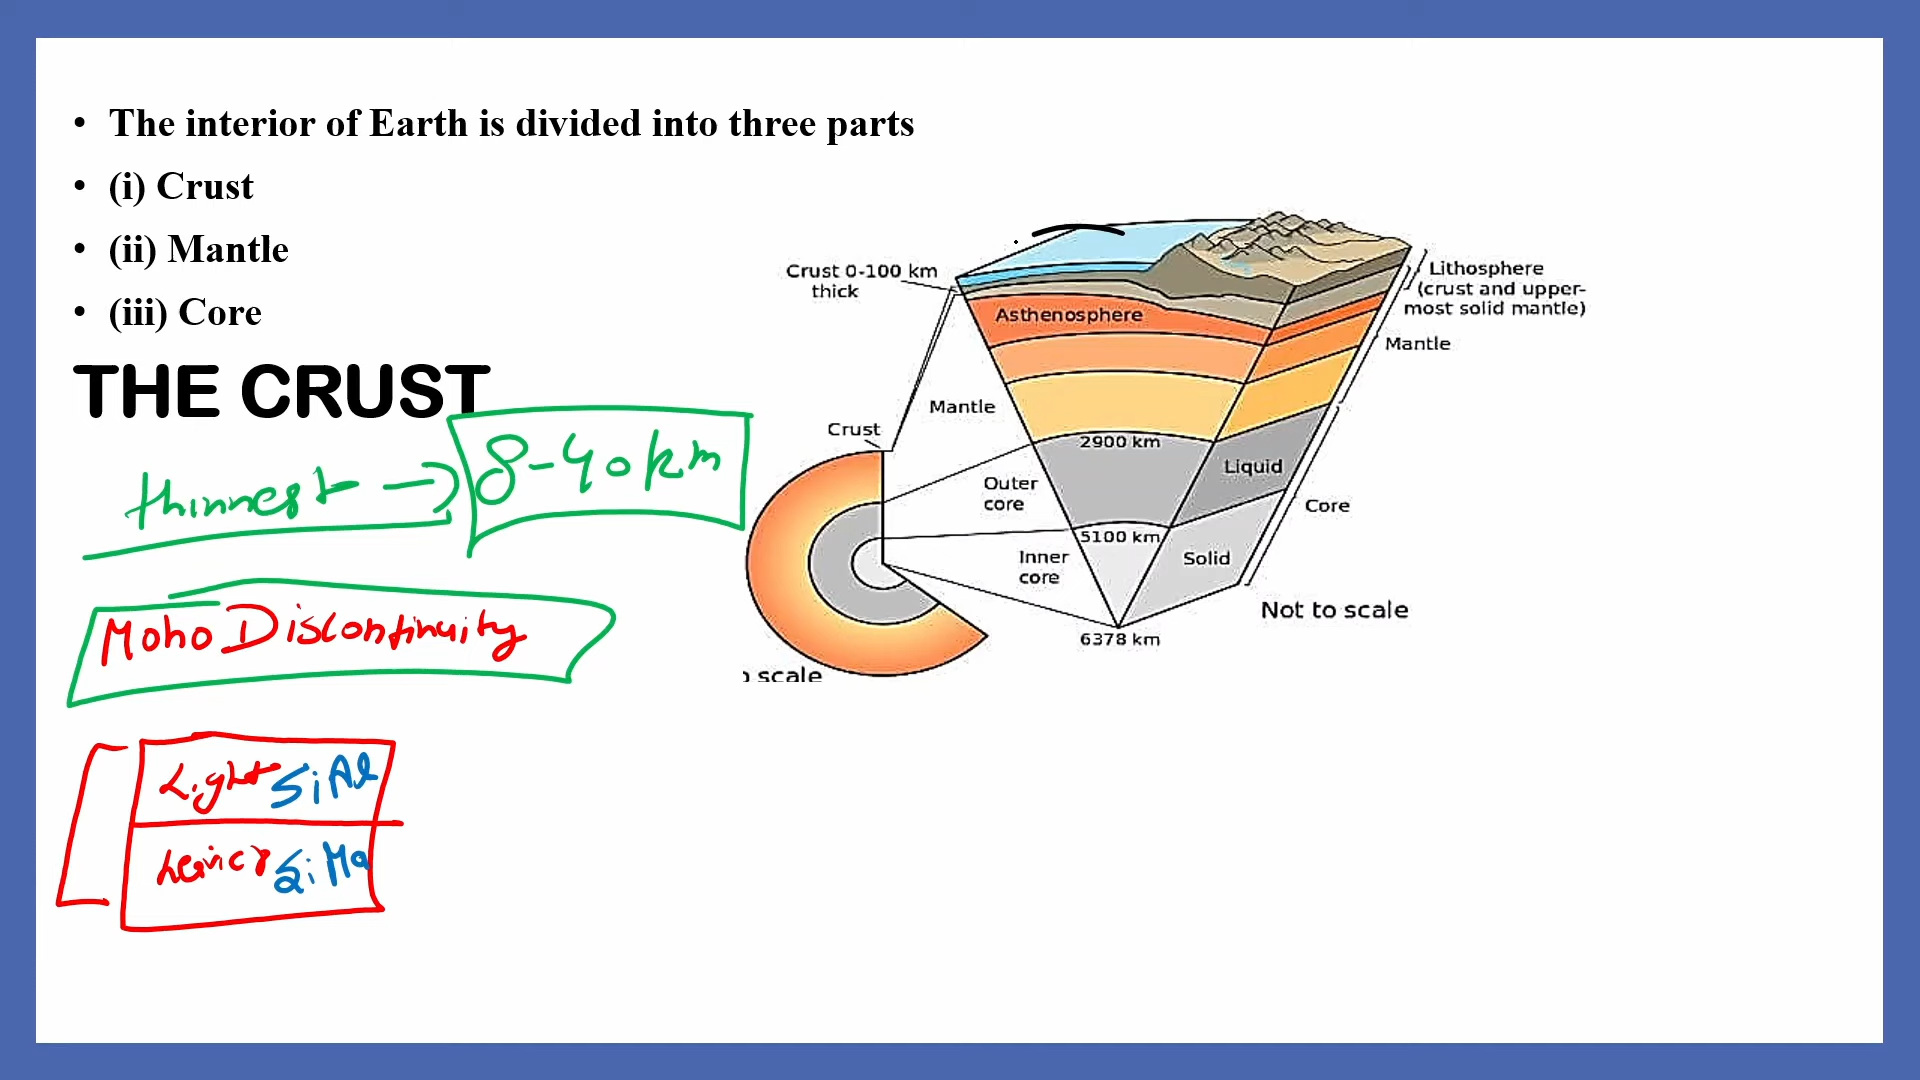 • The interior of Earth is divided into three parts
• (i) Crust
• (ii) Mantle
• (iii) Core
THE CRUST
thinnest → 8-40km
Moho Discontinuity
Light SiAl
heavier SiMa
Crust 0-100 km
thick
Asthenosphere
Lithosphere
(crust and upper-
most solid mantle)
Mantle
Mantle
Crust
2900 km
Liquid
Outer
core
Core
5100 km
Inner
core
Solid
Not to scale
6378 km
scale